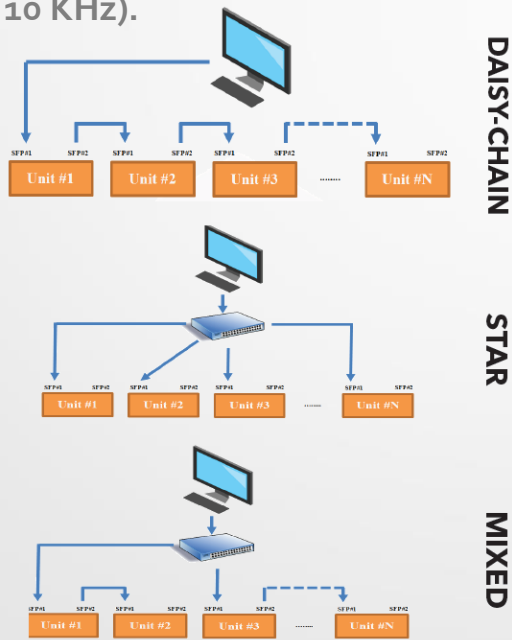 10 KHz).
DAISY-CHAIN
SFP#1 SFP#2 SFP#1 SFP#2 SFP#1 SFP#2 SFP#1 SFP#2
Unit #1 Unit #2 Unit #3 ........ Unit #N
STAR
SFP#1 SFP#2 SFP#1 SFP#2 SFP#1 SFP#2 SFP#1 SFP#2
Unit #1 Unit #2 Unit #3 ........ Unit #N
MIXED
SFP#1 SFP#2 SFP#1 SFP#2 SFP#1 SFP#2 SFP#1 SFP#2
Unit #1 Unit #2 Unit #3 ........ Unit #N